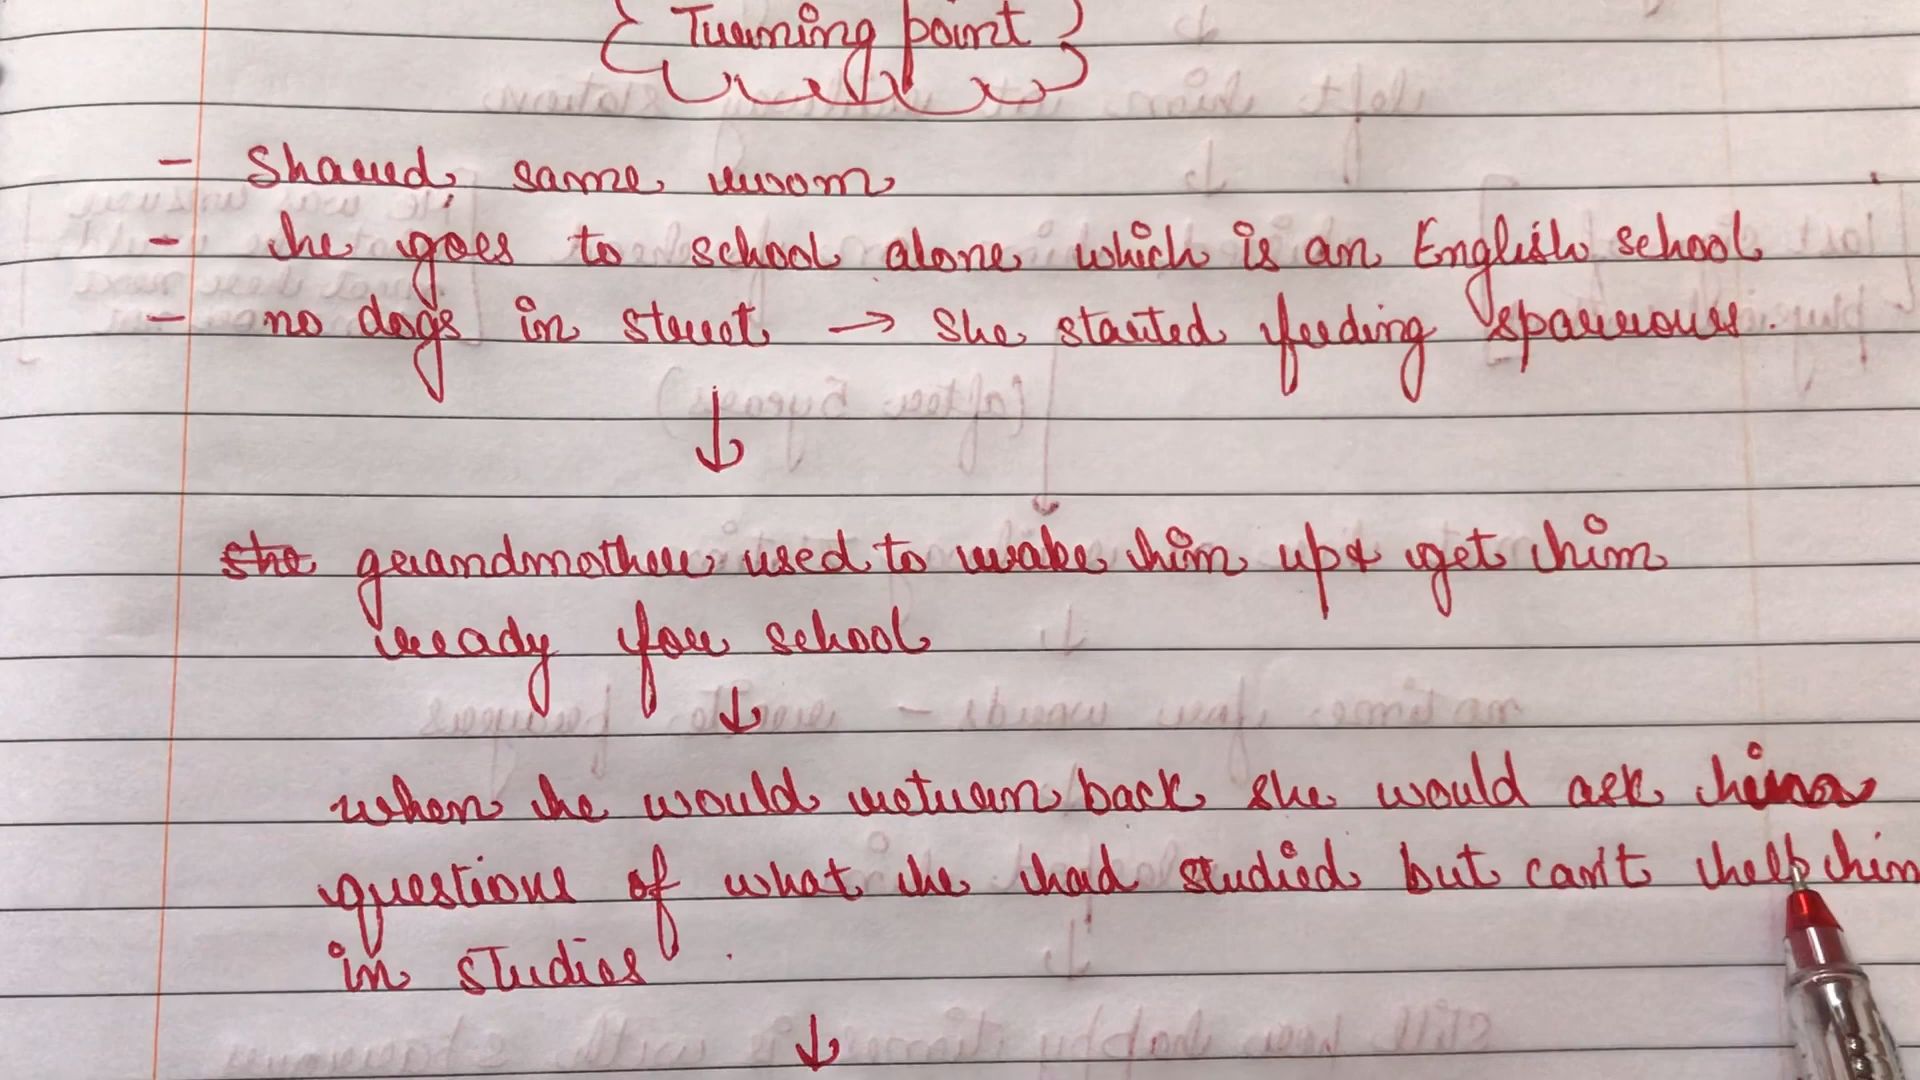 Turning point
- Shared same room
- he goes to school alone which is an English school
- no dogs in street → she started feeding sparrows.
↓
she grandmother used to wake him up & get him
ready for school
↓
when he would return back she would ask him
questions of what he had studied but can't help him
in studies.
↓